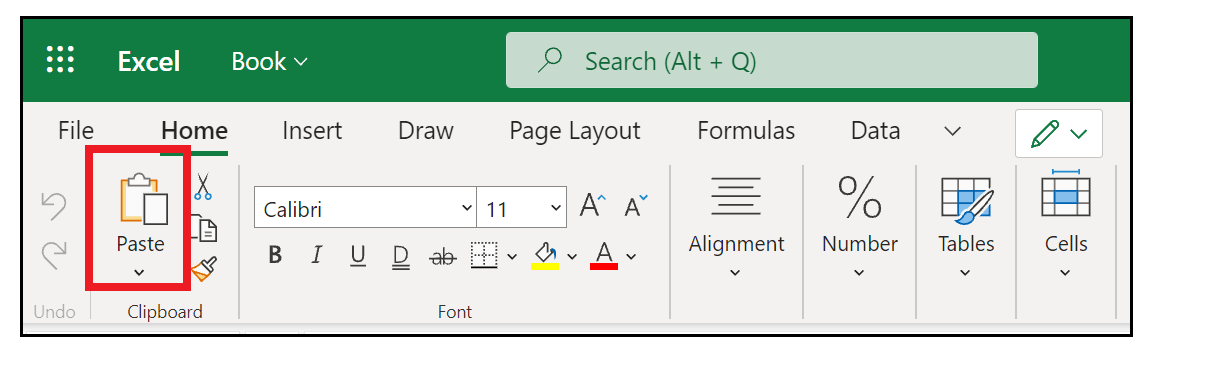 Excel Book Search (Alt + Q)
File Home Insert Draw Page Layout Formulas Data
Calibri 11 A A
Paste Alignment Number Tables Cells
B I U D ab A
Undo Clipboard Font